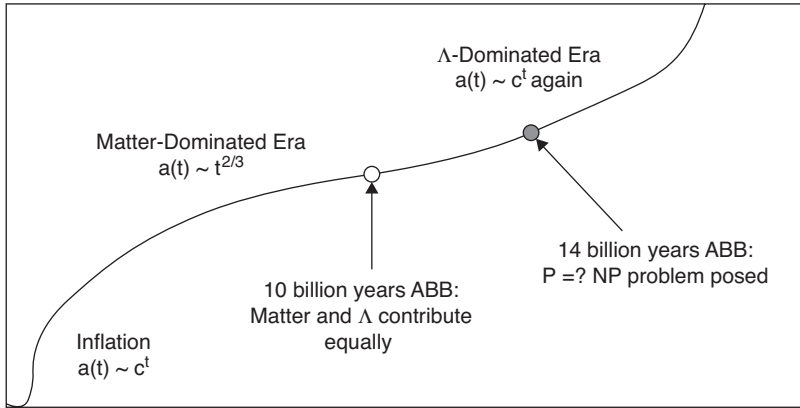 Λ-Dominated Era
a(t) ~ c^t again
Matter-Dominated Era
a(t) ~ t^2/3
14 billion years ABB:
P =? NP problem posed
10 billion years ABB:
Matter and Λ contribute
equally
Inflation
a(t) ~ c^t